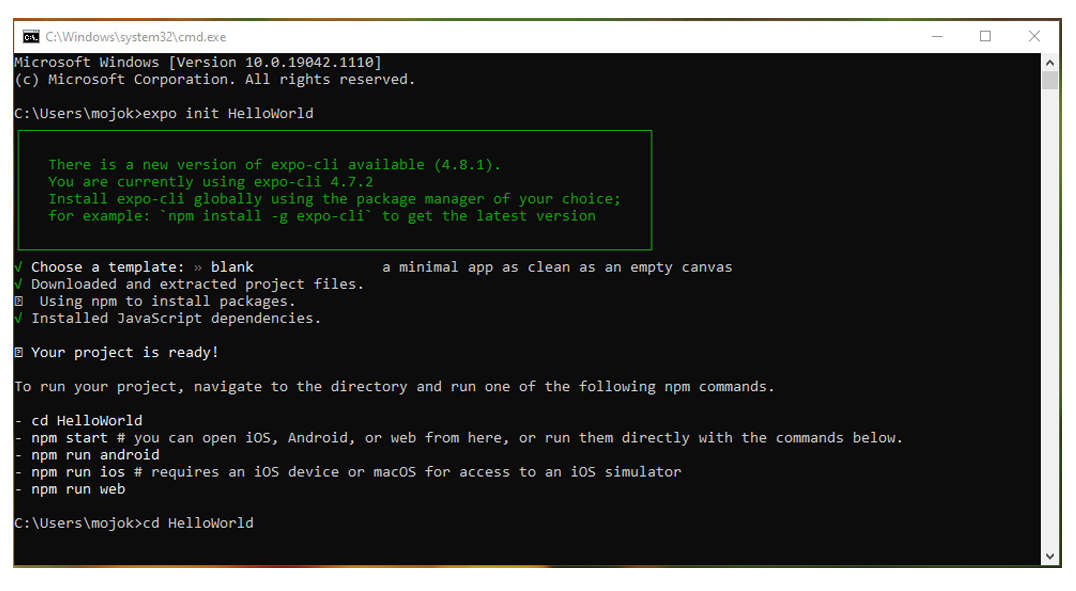 C:\Windows\system32\cmd.exe
Microsoft Windows [Version 10.0.19042.1110]
(c) Microsoft Corporation. All rights reserved.
C:\Users\mojok>expo init HelloWorld
There is a new version of expo-cli available (4.8.1).
You are currently using expo-cli 4.7.2
Install expo-cli globally using the package manager of your choice;
for example: `npm install -g expo-cli` to get the latest version
√ Choose a template: » blank                a minimal app as clean as an empty canvas
√ Downloaded and extracted project files.
Using npm to install packages.
√ Installed JavaScript dependencies.
Your project is ready!
To run your project, navigate to the directory and run one of the following npm commands.
- cd HelloWorld
- npm start # you can open iOS, Android, or web from here, or run them directly with the commands below.
- npm run android
- npm run ios # requires an iOS device or macOS for access to an iOS simulator
- npm run web
C:\Users\mojok>cd HelloWorld